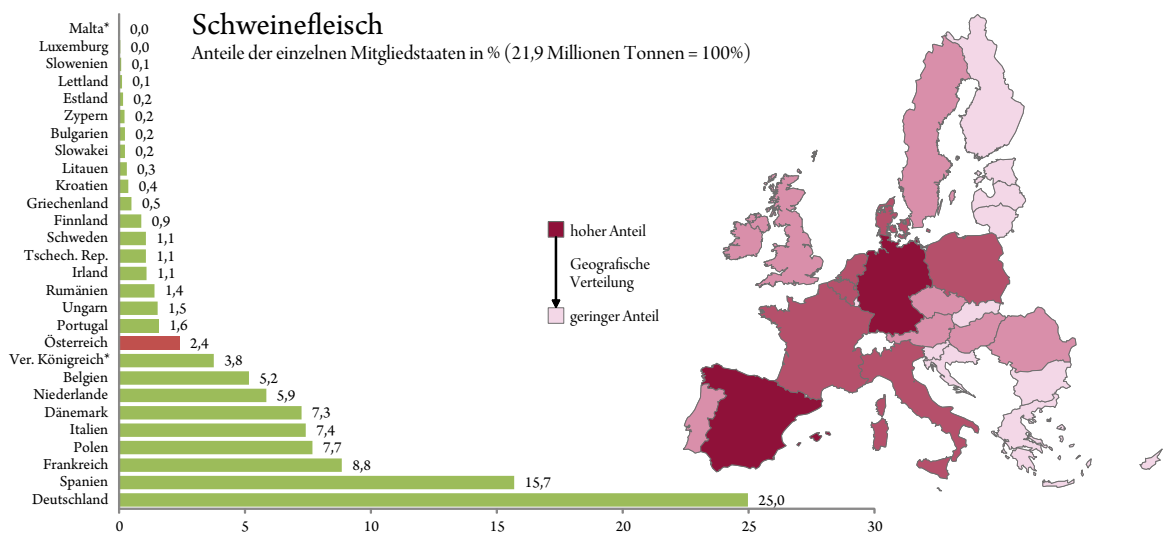 Schweinefleisch
Anteile der einzelnen Mitgliedstaaten in % (21,9 Millionen Tonnen = 100%)
Malta* 0,0
Luxemburg 0,0
Slowenien 0,1
Lettland 0,1
Estland 0,2
Zypern 0,2
Bulgarien 0,2
Slowakei 0,2
Litauen 0,3
Kroatien 0,4
Griechenland 0,5
Finnland 0,9
Schweden 1,1
Tschech. Rep. 1,1
Irland 1,1
Rumänien 1,4
Ungarn 1,5
Portugal 1,6
Österreich 2,4
Ver. Königreich* 3,8
Belgien 5,2
Niederlande 5,9
Dänemark 7,3
Italien 7,4
Polen 7,7
Frankreich 8,8
Spanien 15,7
Deutschland 25,0
0 5 10 15 20 25 30
hoher Anteil
Geografische
Verteilung
geringer Anteil